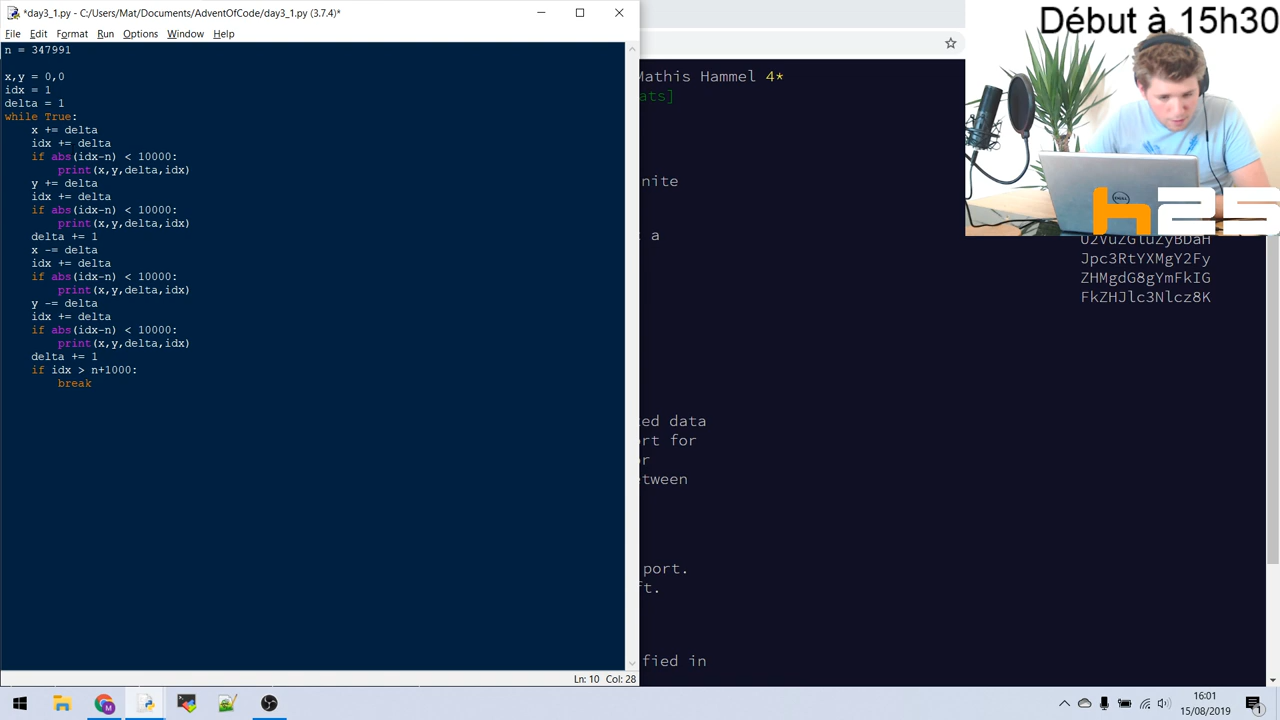 *day3_1.py - C:/Users/Mat/Documents/AdventOfCode/day3_1.py (3.7.4)*
File Edit Format Run Options Window Help
n = 347991
x,y = 0,0
idx = 1
delta = 1
while True:
x += delta
idx += delta
if abs(idx-n) < 10000:
print(x,y,delta,idx)
y += delta
idx += delta
if abs(idx-n) < 10000:
print(x,y,delta,idx)
delta += 1
x -= delta
idx += delta
if abs(idx-n) < 10000:
print(x,y,delta,idx)
y -= delta
idx += delta
if abs(idx-n) < 10000:
print(x,y,delta,idx)
delta += 1
if idx > n+1000:
break
Ln: 10 Col: 28
Mathis Hammel 4*
ats]
nite
a
ed data
rt for
or
etween
port.
ft.
fied in
Début à 15h30
DELL
h25
U2VuZGluZyBDaH
Jpc3RtYXMgY2Fy
ZHMgdG8gYmFkIG
FkZHJlc3Nlcz8K
16:01
15/08/2019
1